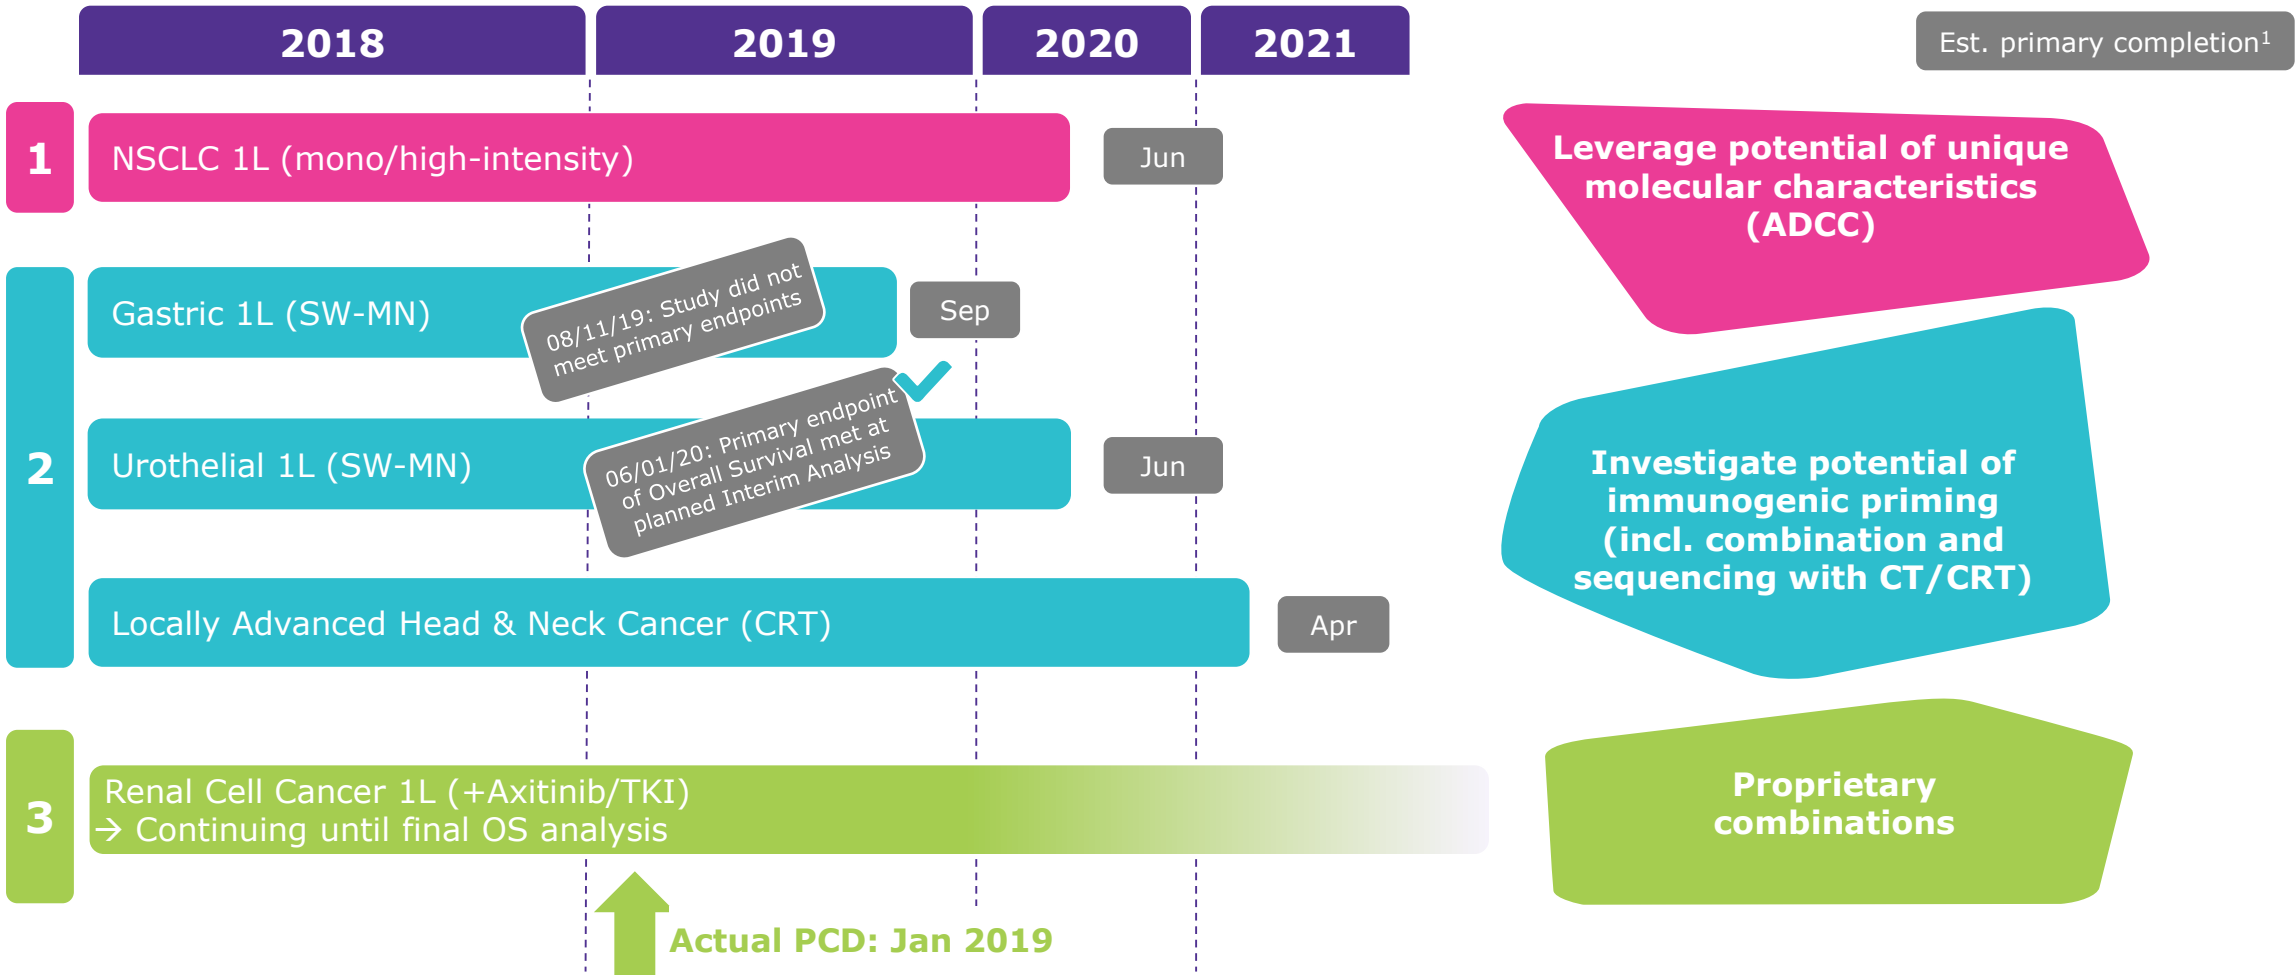 2018
2019
2020
2021
Est. primary completion¹
1
NSCLC 1L (mono/high-intensity)
Jun
Leverage potential of unique
molecular characteristics
(ADCC)
2
Gastric 1L (SW-MN)
08/11/19: Study did not
meet primary endpoints
Sep
Urothelial 1L (SW-MN)
06/01/20: Primary endpoint
of Overall Survival met at
planned Interim Analysis
Jun
Locally Advanced Head & Neck Cancer (CRT)
Apr
Investigate potential of
immunogenic priming
(incl. combination and
sequencing with CT/CRT)
3
Renal Cell Cancer 1L (+Axitinib/TKI)
→ Continuing until final OS analysis
Actual PCD: Jan 2019
Proprietary
combinations